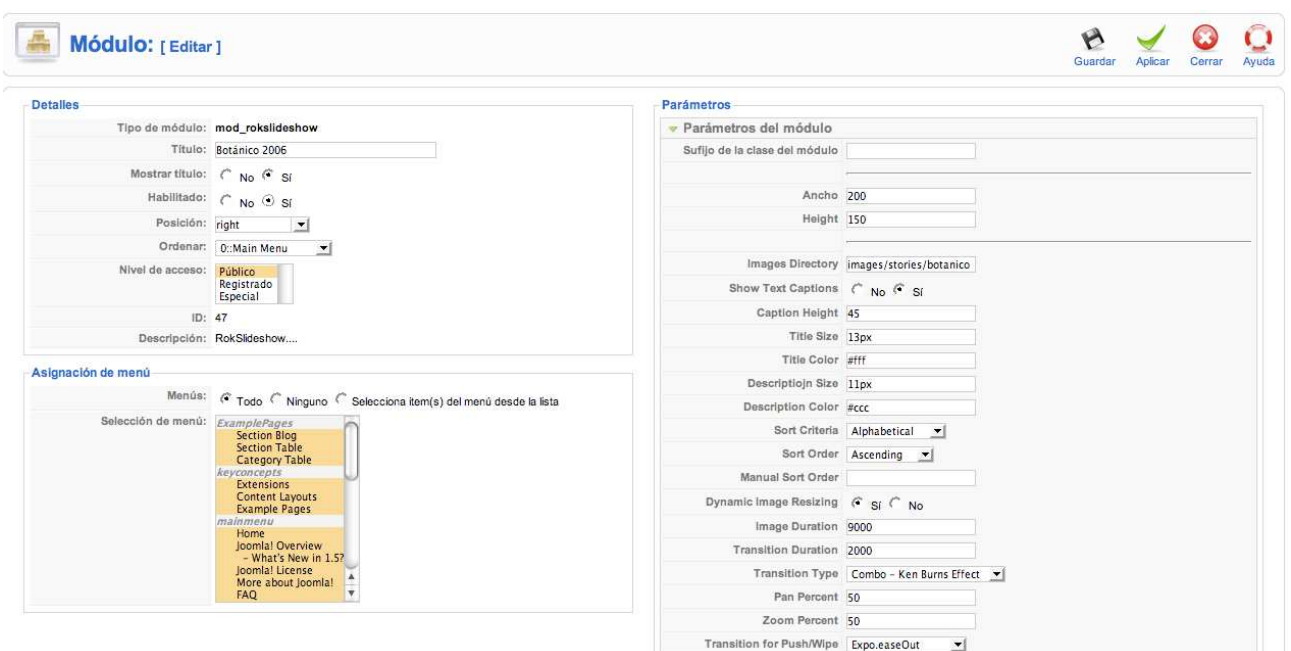 Módulo: [ Editar ]
Guardar
Aplicar
Cerrar
Ayuda
Detalles
Tipo de módulo: mod_rokslideshow
Título: Botánico 2006
Mostrar título: No Sí
Habilitado: No Sí
Posición: right
Ordenar: 0::Main Menu
Nivel de acceso: Público
Registrado
Especial
ID: 47
Descripción: RokSlideshow....
Asignación de menú
Menús: Todo Ninguno Selecciona item(s) del menú desde la lista
Selección de menú: ExamplePages
Section Blog
Section Table
Category Table
keyconcepts
Extensions
Content Layouts
Example Pages
mainmenu
Home
Joomla! Overview
- What's New in 1.5?
Joomla! License
More about Joomla!
FAQ
Parámetros
Parámetros del módulo
Sufijo de la clase del módulo
Ancho 200
Height 150
Images Directory images/stories/botanico
Show Text Captions No Sí
Caption Height 45
Title Size 13px
Title Color #fff
Descriptiojn Size 11px
Description Color #ccc
Sort Criteria Alphabetical
Sort Order Ascending
Manual Sort Order
Dynamic Image Resizing Sí No
Image Duration 9000
Transition Duration 2000
Transition Type Combo - Ken Burns Effect
Pan Percent 50
Zoom Percent 50
Transition for Push/Wipe Expo.easeOut